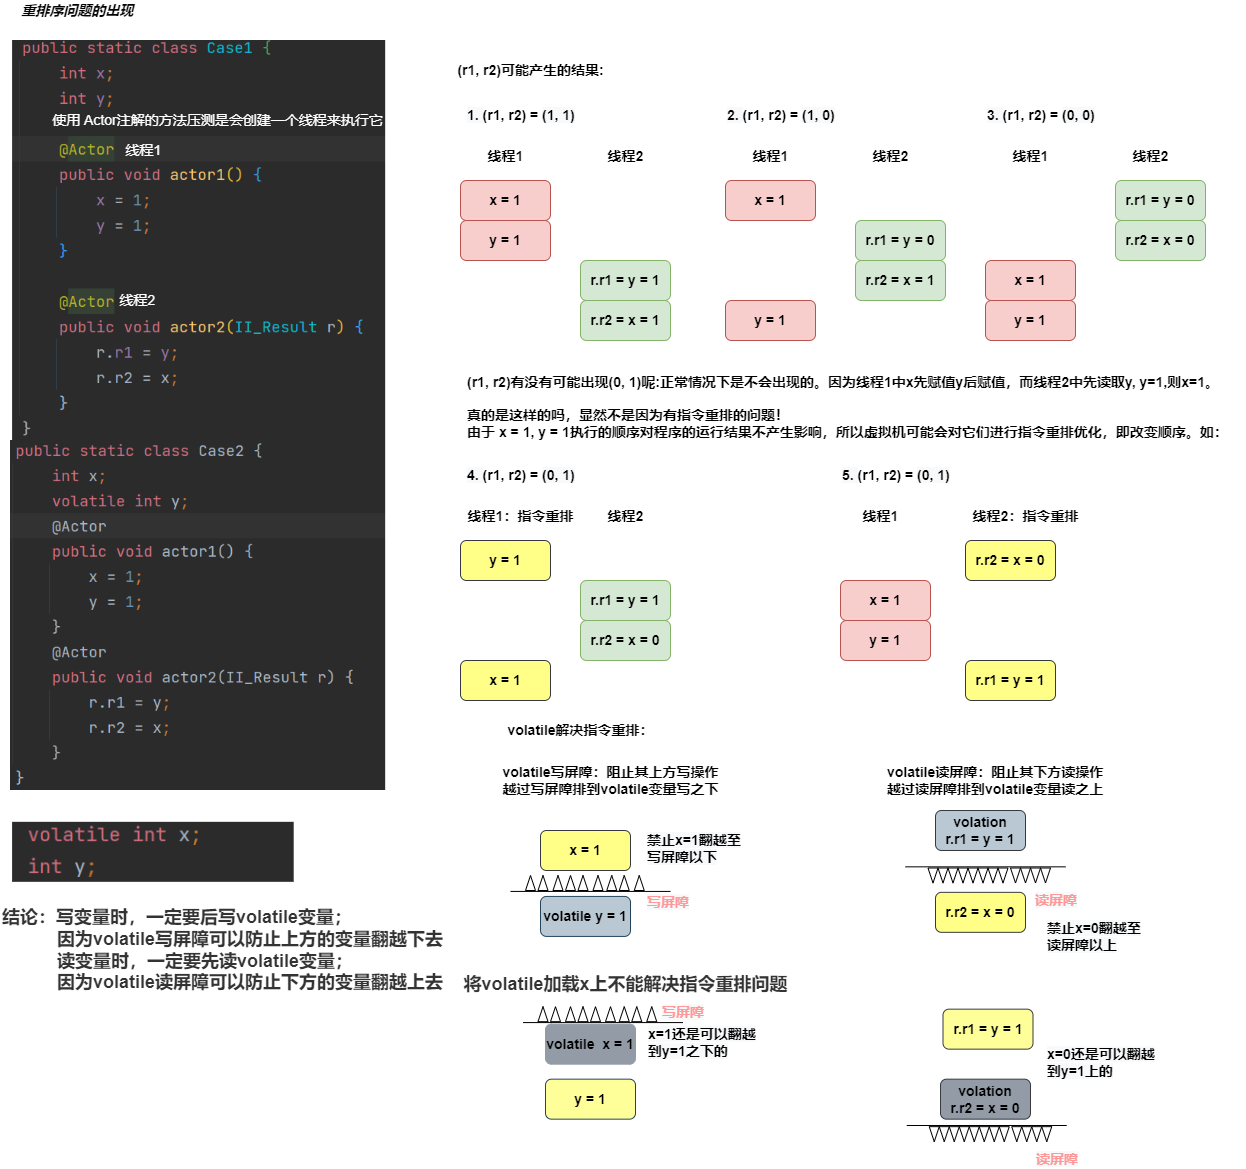 重排序问题的出现
public static class Case1 {
int x;
int y;
使用 Actor注解的方法压测是会创建一个线程来执行它
@Actor 线程1
public void actor1() {
x = 1;
y = 1;
}
@Actor 线程2
public void actor2(II_Result r) {
r.r1 = y;
r.r2 = x;
}
}
public static class Case2 {
int x;
volatile int y;
@Actor
public void actor1() {
x = 1;
y = 1;
}
@Actor
public void actor2(II_Result r) {
r.r1 = y;
r.r2 = x;
}
}
volatile int x;
int y;
结论：写变量时，一定要后写volatile变量；
因为volatile写屏障可以防止上方的变量翻越下去
读变量时，一定要先读volatile变量；
因为volatile读屏障可以防止下方的变量翻越上去
(r1, r2)可能产生的结果：
1. (r1, r2) = (1, 1)
线程1 线程2
x = 1
y = 1
r.r1 = y = 1
r.r2 = x = 1
2. (r1, r2) = (1, 0)
线程1 线程2
x = 1
r.r1 = y = 0
r.r2 = x = 1
y = 1
3. (r1, r2) = (0, 0)
线程1 线程2
r.r1 = y = 0
r.r2 = x = 0
x = 1
y = 1
(r1, r2)有没有可能出现(0, 1)呢:正常情况下是不会出现的。因为线程1中x先赋值y后赋值，而线程2中先读取y, y=1,则x=1。
真的是这样的吗，显然不是因为有指令重排的问题！
由于 x = 1, y = 1执行的顺序对程序的运行结果不产生影响，所以虚拟机可能会对它们进行指令重排优化，即改变顺序。如：
4. (r1, r2) = (0, 1)
线程1：指令重排 线程2
y = 1
r.r1 = y = 1
r.r2 = x = 0
x = 1
5. (r1, r2) = (0, 1)
线程1 线程2：指令重排
r.r2 = x = 0
x = 1
y = 1
r.r1 = y = 1
volatile解决指令重排：
volatile写屏障：阻止其上方写操作
越过写屏障排到volatile变量写之下
x = 1
禁止x=1翻越至
写屏障以下
写屏障
volatile y = 1
volatile读屏障：阻止其下方读操作
越过读屏障排到volatile变量读之上
volation
r.r1 = y = 1
读屏障
r.r2 = x = 0
禁止x=0翻越至
读屏障以上
将volatile加载x上不能解决指令重排问题
写屏障
volatile x = 1
x=1还是可以翻越
到y=1之下的
y = 1
r.r1 = y = 1
x=0还是可以翻越
到y=1上的
volation
r.r2 = x = 0
读屏障